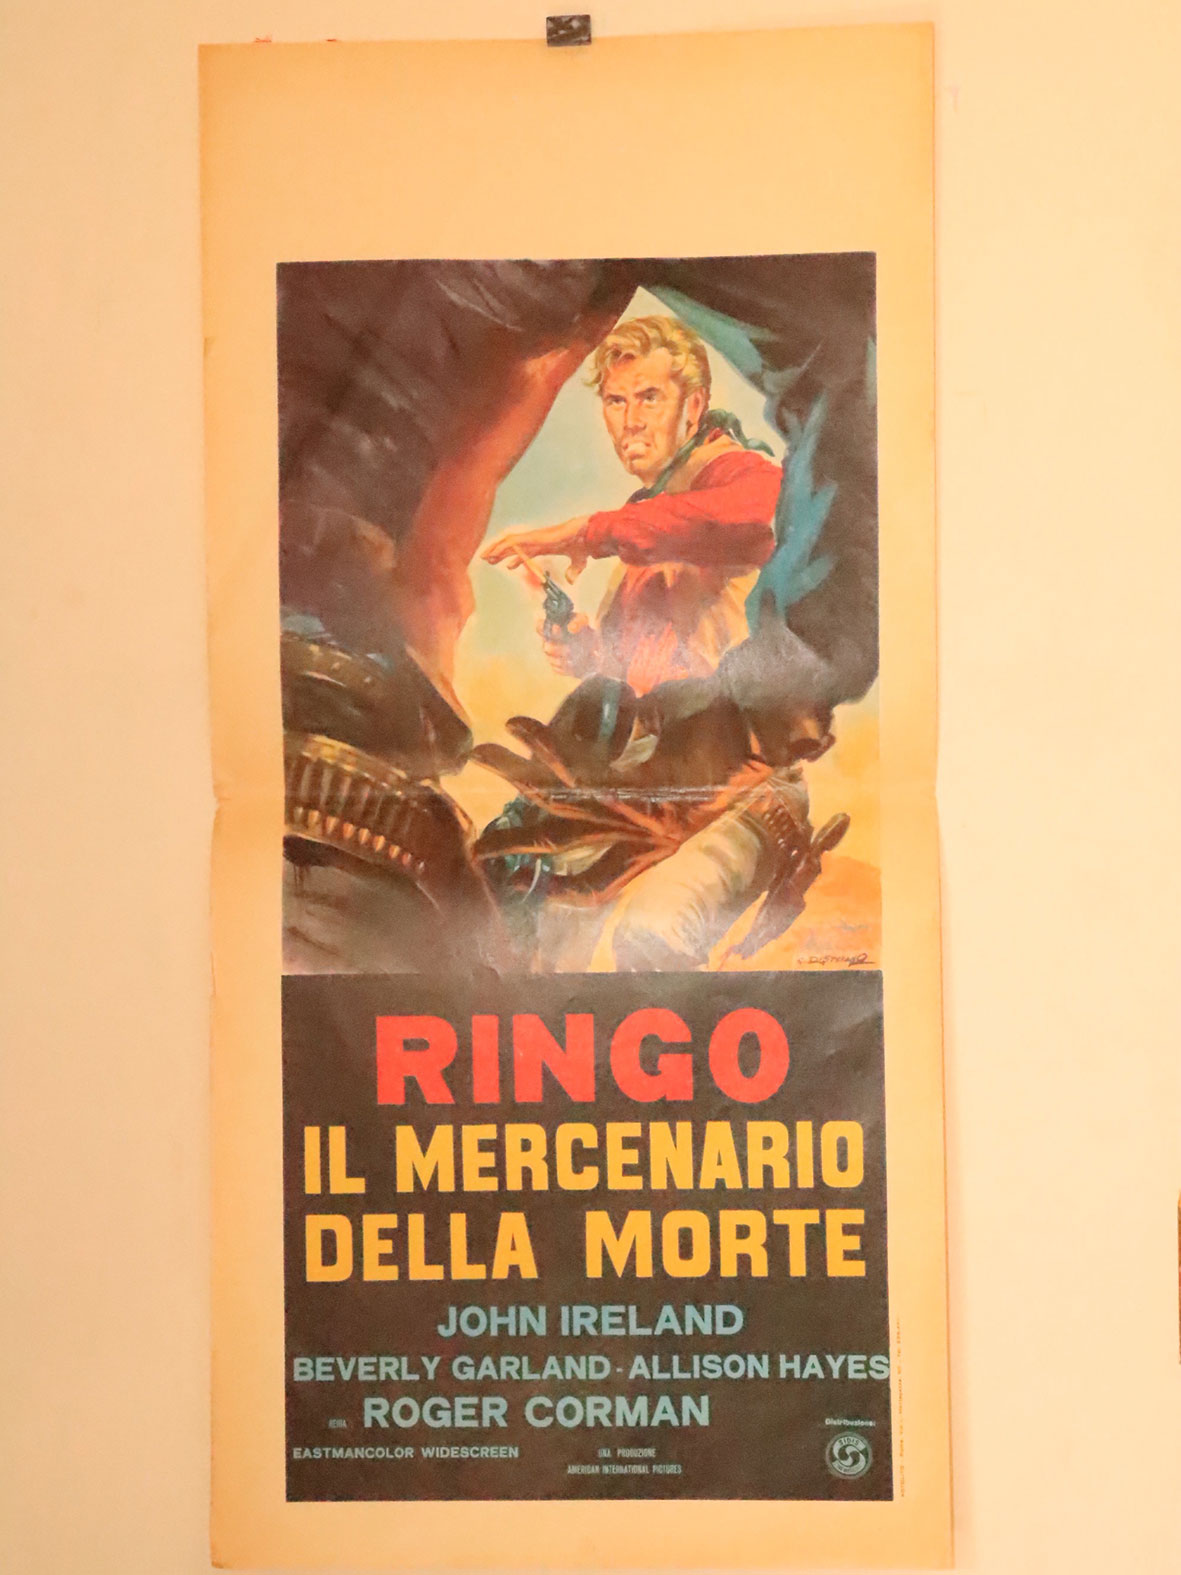 RINGO
IL MERCENARIO
DELLA MORTE
JOHN IRELAND
BEVERLY GARLAND - ALLISON HAYES
REGIA ROGER CORMAN
Distribuzione:
EASTMANCOLOR WIDESCREEN
UNA PRODUZIONE
AMERICAN INTERNATIONAL PICTURES